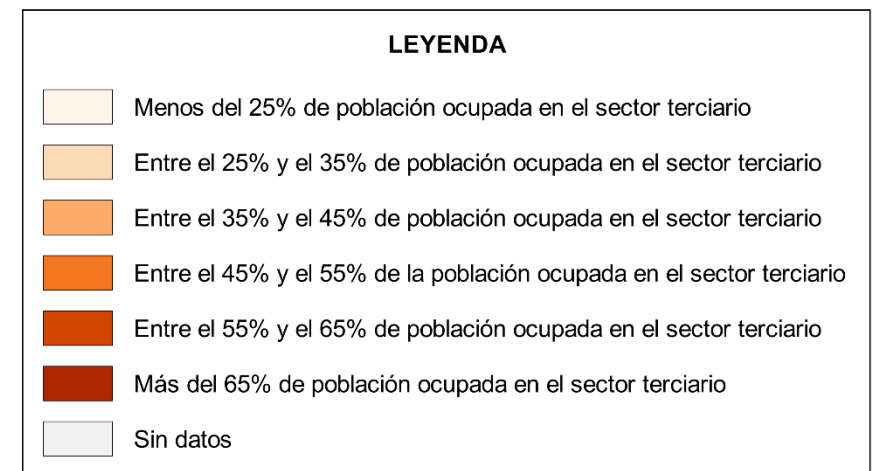 LEYENDA
Menos del 25% de población ocupada en el sector terciario
Entre el 25% y el 35% de población ocupada en el sector terciario
Entre el 35% y el 45% de población ocupada en el sector terciario
Entre el 45% y el 55% de la población ocupada en el sector terciario
Entre el 55% y el 65% de población ocupada en el sector terciario
Más del 65% de población ocupada en el sector terciario
Sin datos